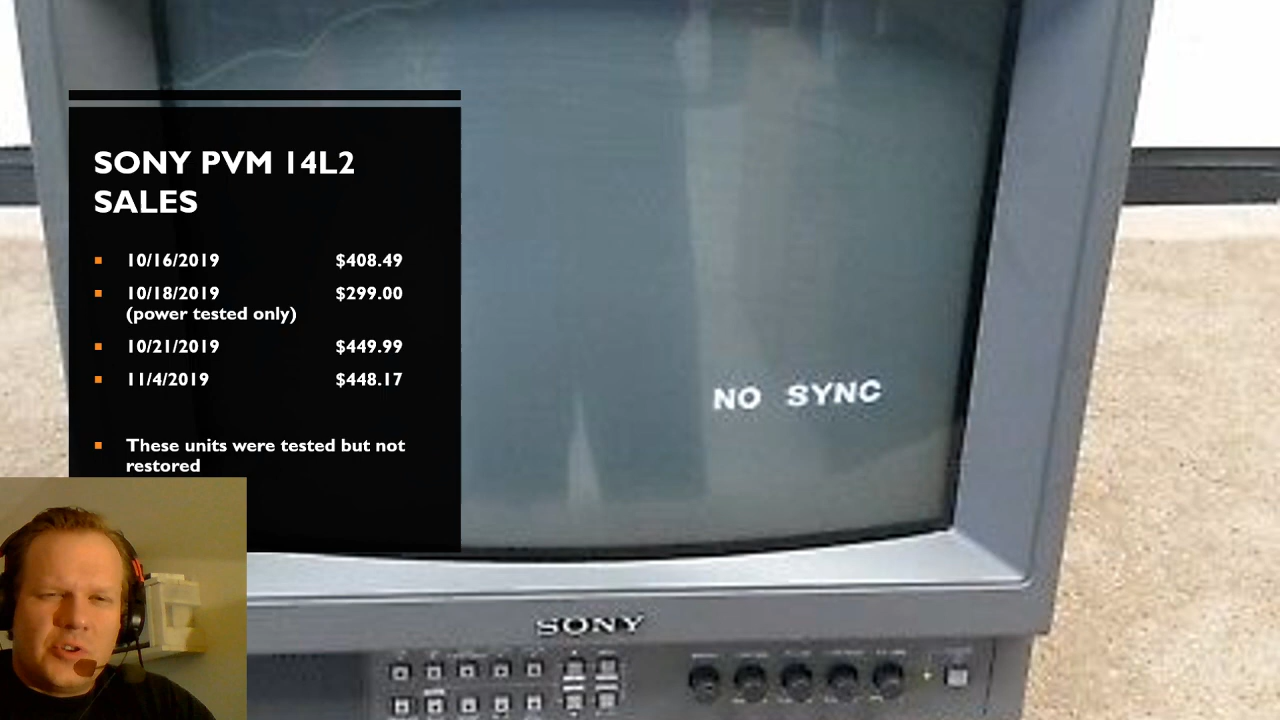 SONY PVM 14L2
SALES
10/16/2019 $408.49
10/18/2019 $299.00
(power tested only)
10/21/2019 $449.99
11/4/2019 $448.17
These units were tested but not
restored
NO SYNC
SONY